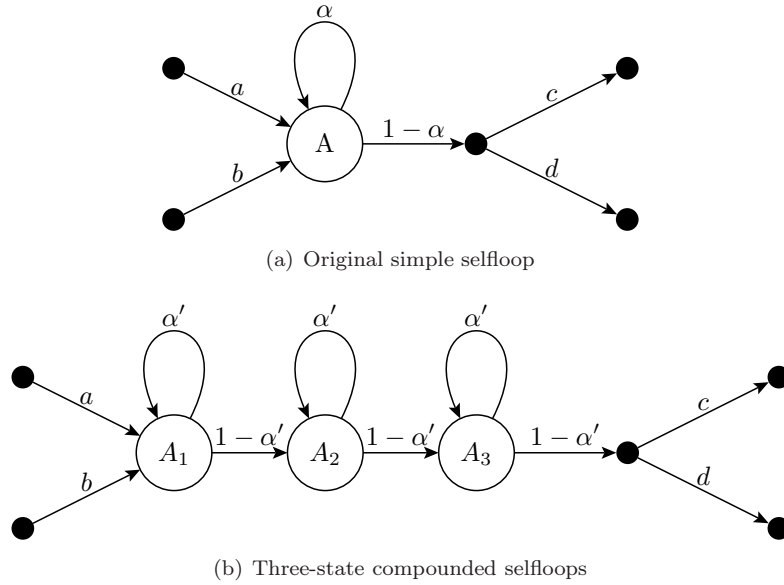 α
a
c
A
1 − α
b
d
(a) Original simple selfloop
α′
α′
α′
a
c
A₁
1 − α′
A₂
1 − α′
A₃
1 − α′
b
d
(b) Three-state compounded selfloops